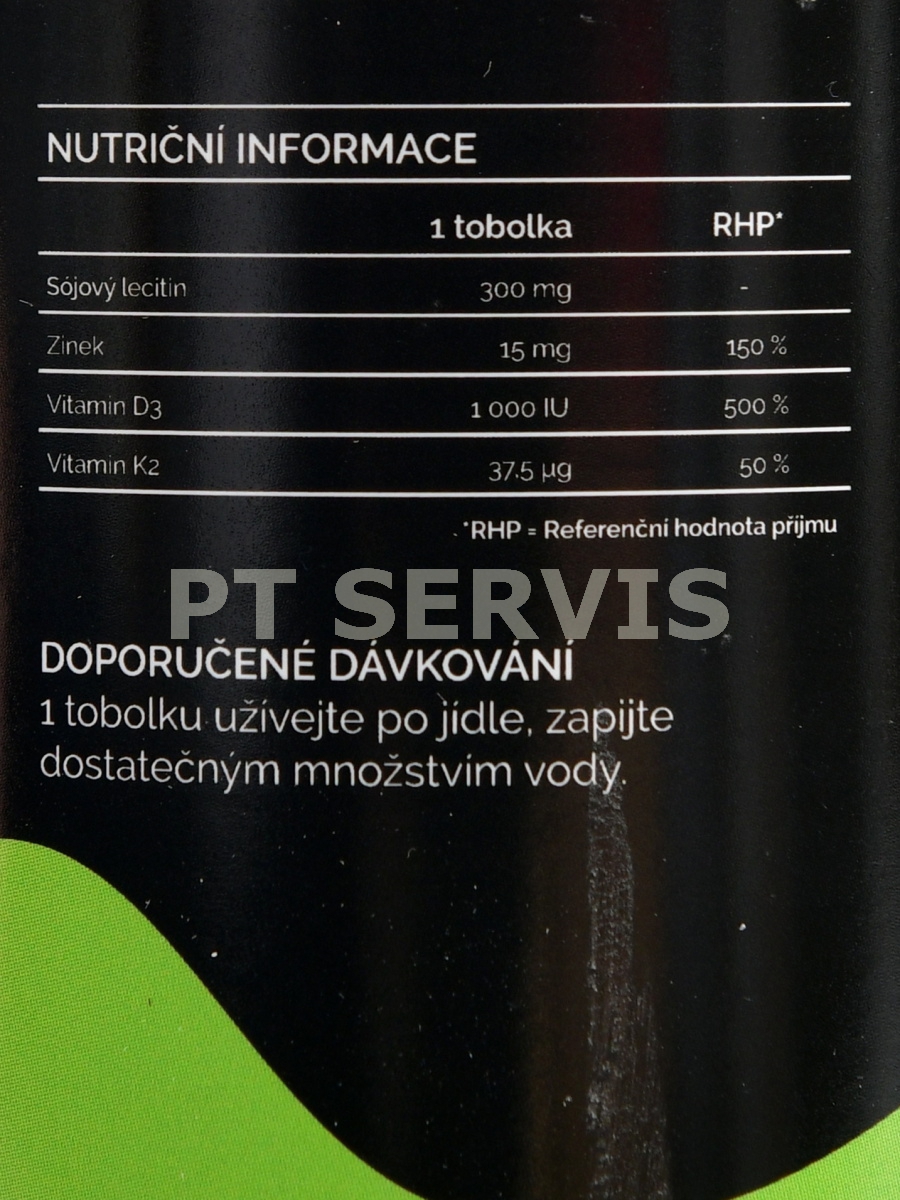 NUTRIČNÍ INFORMACE
1 tobolka RHP*
Sójový lecitin 300 mg -
Zinek 15 mg 150 %
Vitamin D3 1 000 IU 500 %
Vitamin K2 37.5 µg 50 %
*RHP = Referenční hodnota příjmu
PT SERVIS
DOPORUČENÉ DÁVKOVÁNÍ
1 tobolku užívejte po jídle, zapijte
dostatečným množstvím vody.